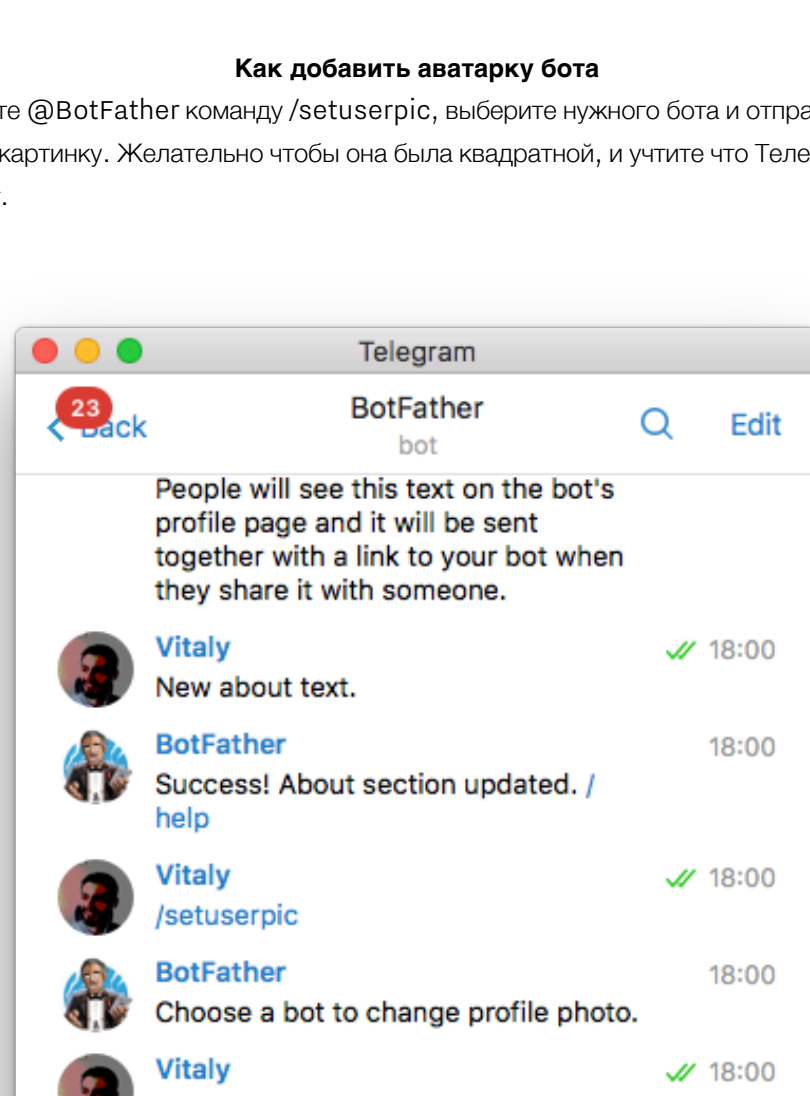 Как добавить аватарку бота
те @BotFather команду /setuserpic, выберите нужного бота и отпра
картинку. Желательно чтобы она была квадратной, и учтите что Теле
.
Telegram
23
Back
BotFather
Edit
bot
People will see this text on the bot's
profile page and it will be sent
together with a link to your bot when
they share it with someone.
Vitaly
18:00
New about text.
BotFather
18:00
Success! About section updated. /
help
Vitaly
18:00
/setuserpic
BotFather
18:00
Choose a bot to change profile photo.
Vitaly
18:00